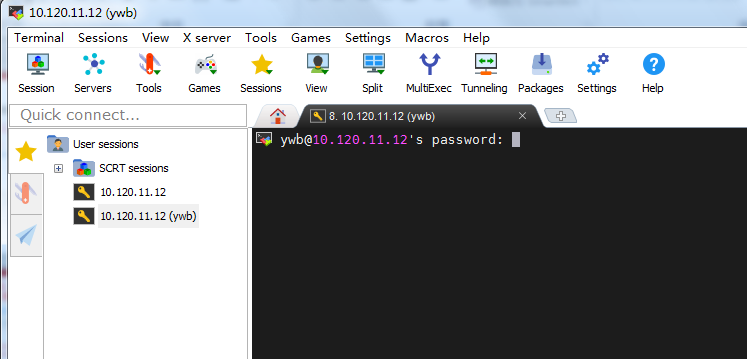 10.120.11.12 (ywb)
Terminal Sessions View X server Tools Games Settings Macros Help
Session Servers Tools Games Sessions View Split MultiExec Tunneling Packages Settings Help
Quick connect...
8. 10.120.11.12 (ywb)
User sessions
SCRT sessions
10.120.11.12
10.120.11.12 (ywb)
ywb@10.120.11.12's password: